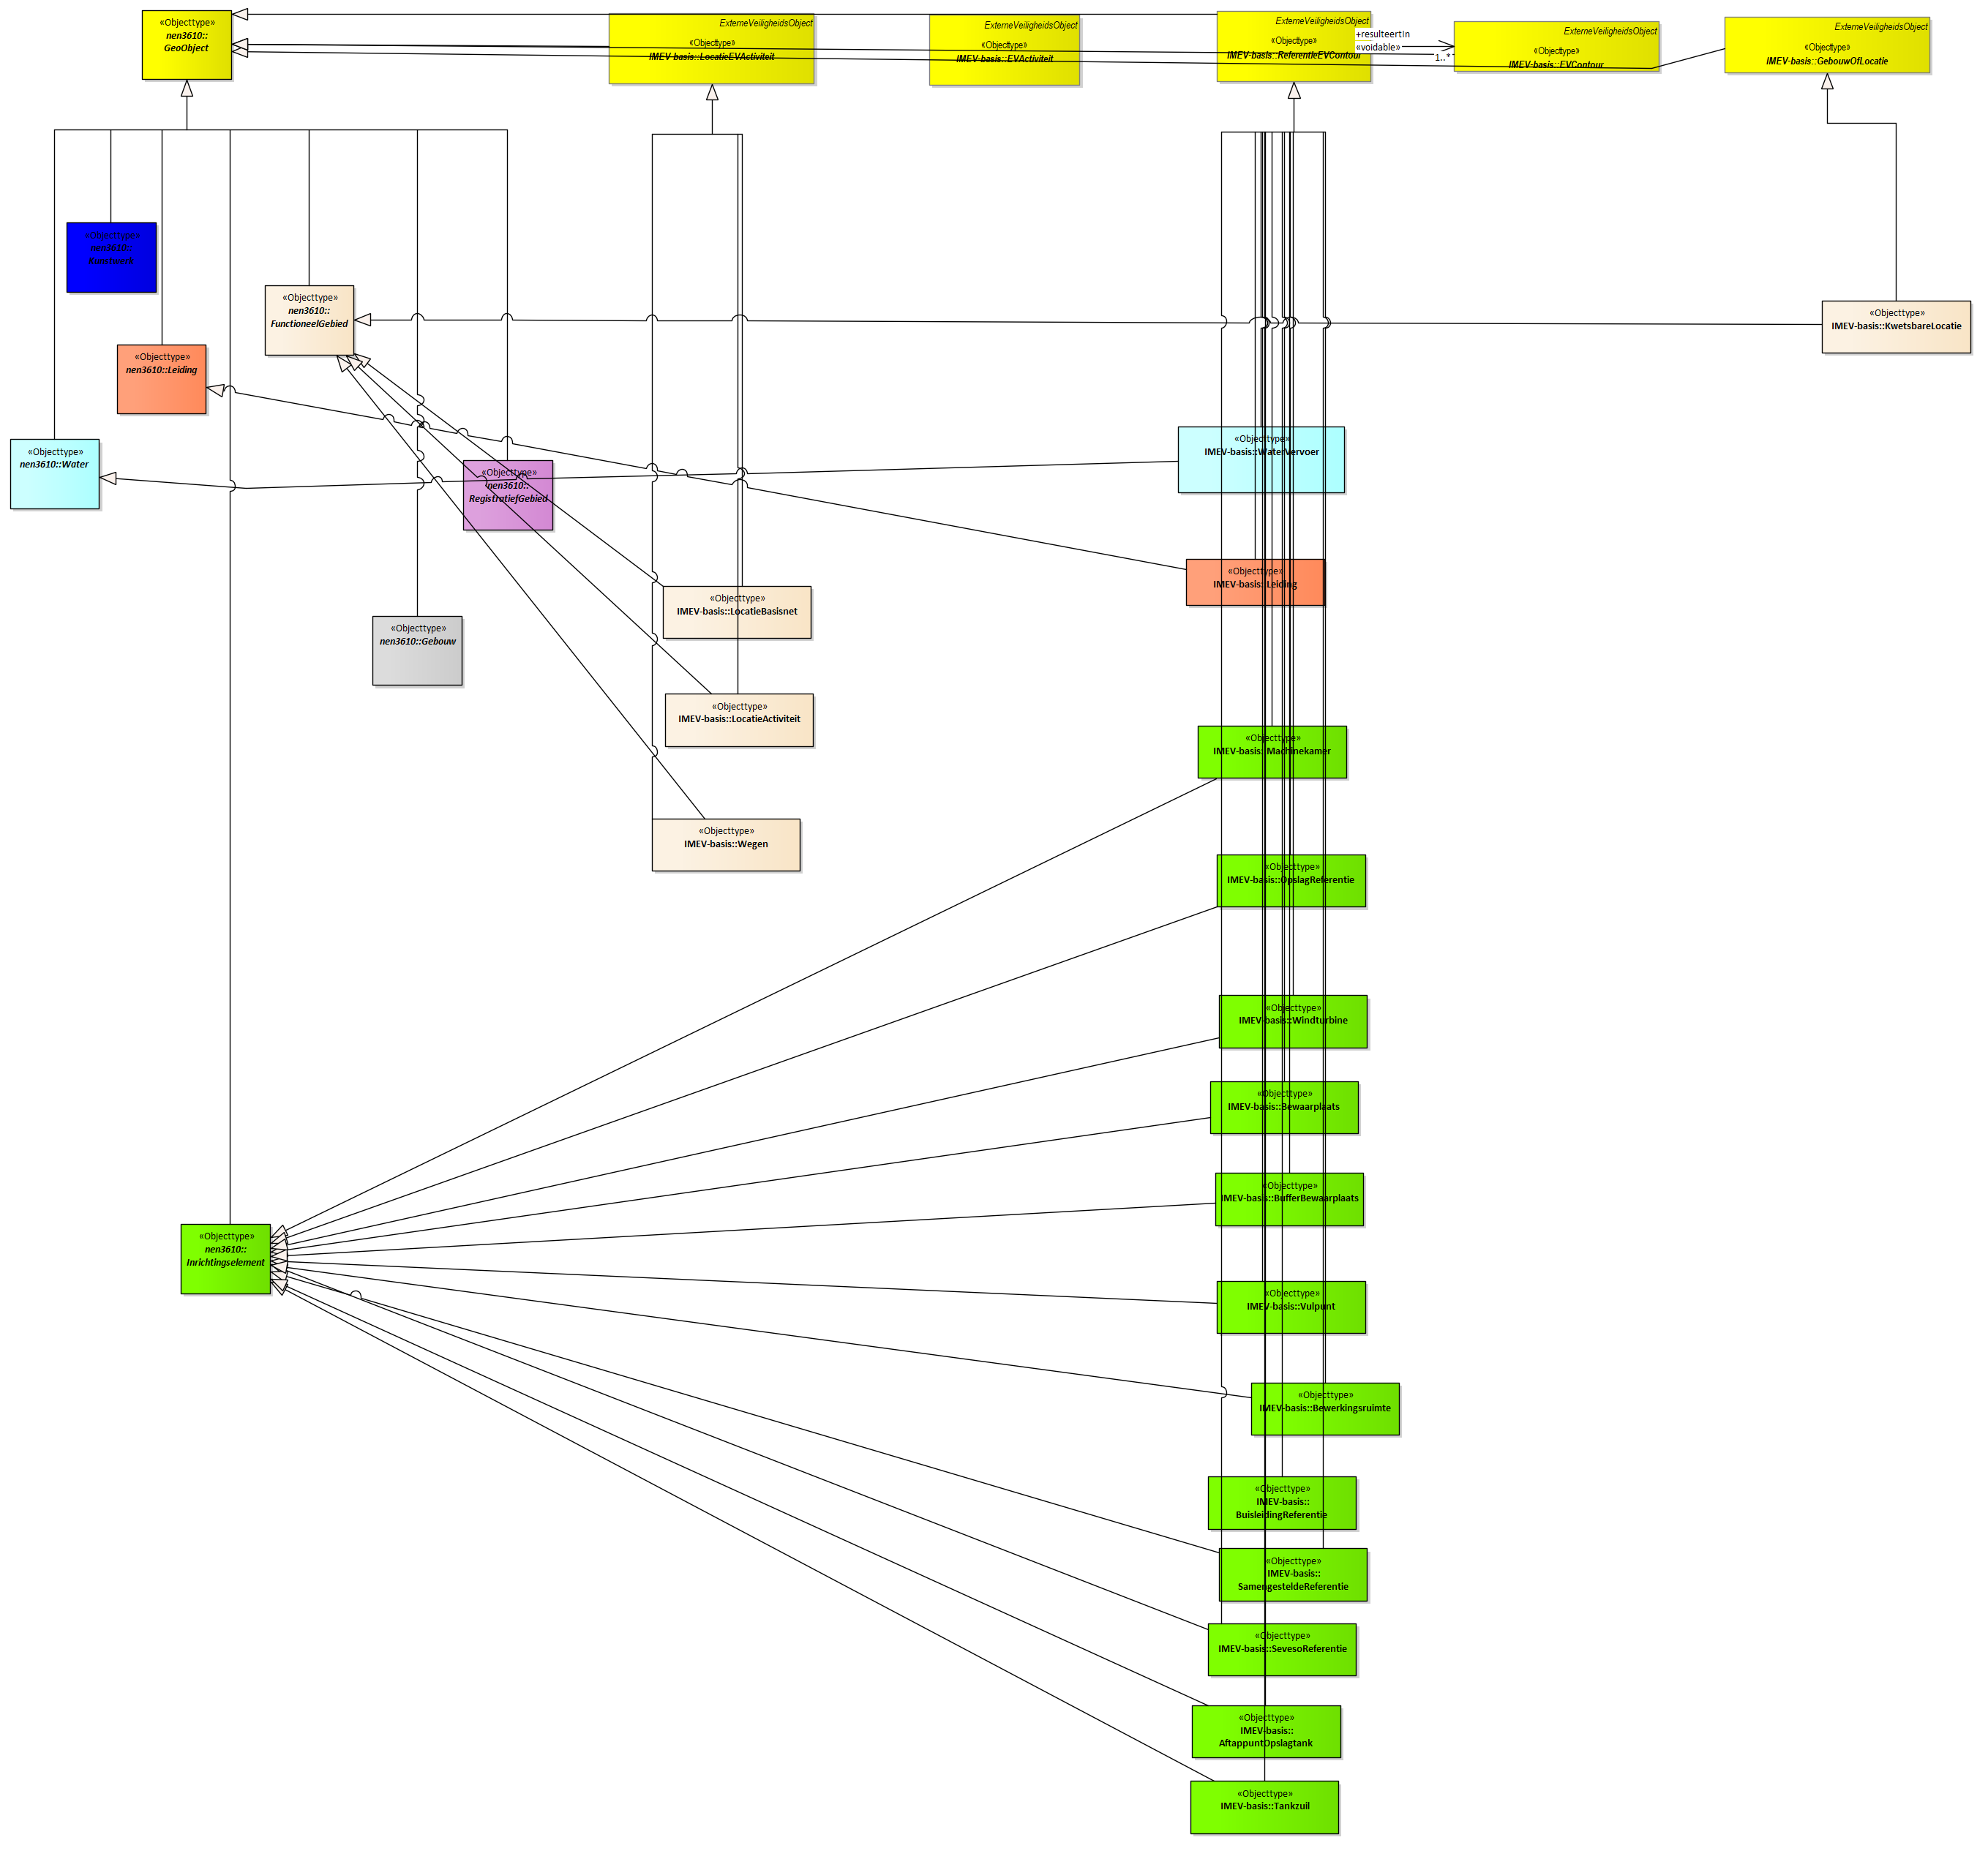 «Objecttype»
nen3610::
GeoObject
ExterneVeiligheidsObject
«Objecttype»
IMEV-basis::LocatieEVActiviteit
ExterneVeiligheidsObject
«Objecttype»
IMEV-basis::EVActiviteit
ExterneVeiligheidsObject
«Objecttype»
IMEV-basis::ReferentieEVContour
+resulteertIn
«voidable»
1..*
ExterneVeiligheidsObject
«Objecttype»
IMEV-basis::EVContour
ExterneVeiligheidsObject
«Objecttype»
IMEV-basis::GebouwOfLocatie
«Objecttype»
nen3610::
Kunstwerk
«Objecttype»
nen3610::
FunctioneelGebied
«Objecttype»
IMEV-basis::KwetsbareLocatie
«Objecttype»
nen3610::Leiding
«Objecttype»
nen3610::Water
«Objecttype»
nen3610::
RegistratiefGebied
«Objecttype»
IMEV-basis::WaterVervoer
«Objecttype»
IMEV-basis::Leiding
«Objecttype»
IMEV-basis::LocatieBasisnet
«Objecttype»
nen3610::Gebouw
«Objecttype»
IMEV-basis::LocatieActiviteit
«Objecttype»
IMEV-basis::Machinekamer
«Objecttype»
IMEV-basis::Wegen
«Objecttype»
IMEV-basis::OpslagReferentie
«Objecttype»
IMEV-basis::Windturbine
«Objecttype»
IMEV-basis::Bewaarplaats
«Objecttype»
IMEV-basis::BufferBewaarplaats
«Objecttype»
nen3610::
Inrichtingselement
«Objecttype»
IMEV-basis::Vulpunt
«Objecttype»
IMEV-basis::Bewerkingsruimte
«Objecttype»
IMEV-basis::
BuisleidingReferentie
«Objecttype»
IMEV-basis::
SamengesteldeReferentie
«Objecttype»
IMEV-basis::SevesoReferentie
«Objecttype»
IMEV-basis::
AftappuntOpslagtank
«Objecttype»
IMEV-basis::Tankzuil